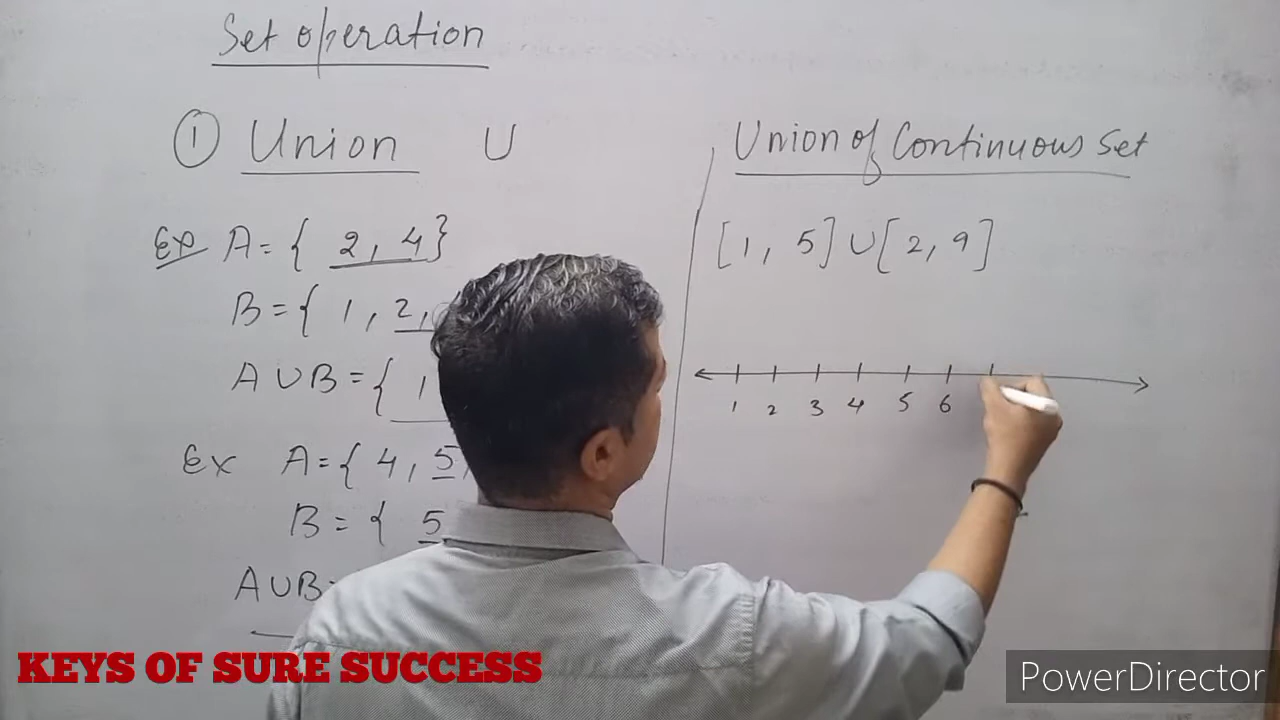 Set operation
① Union ∪
Ex A = { 2, 4 }
B = { 1, 2,
A ∪ B = { 1
Ex A = { 4, 5,
B = { 5
A ∪ B =
Union of Continuous Set
[1, 5] ∪ [2, 9]
1 2 3 4 5 6
KEYS OF SURE SUCCESS
PowerDirector